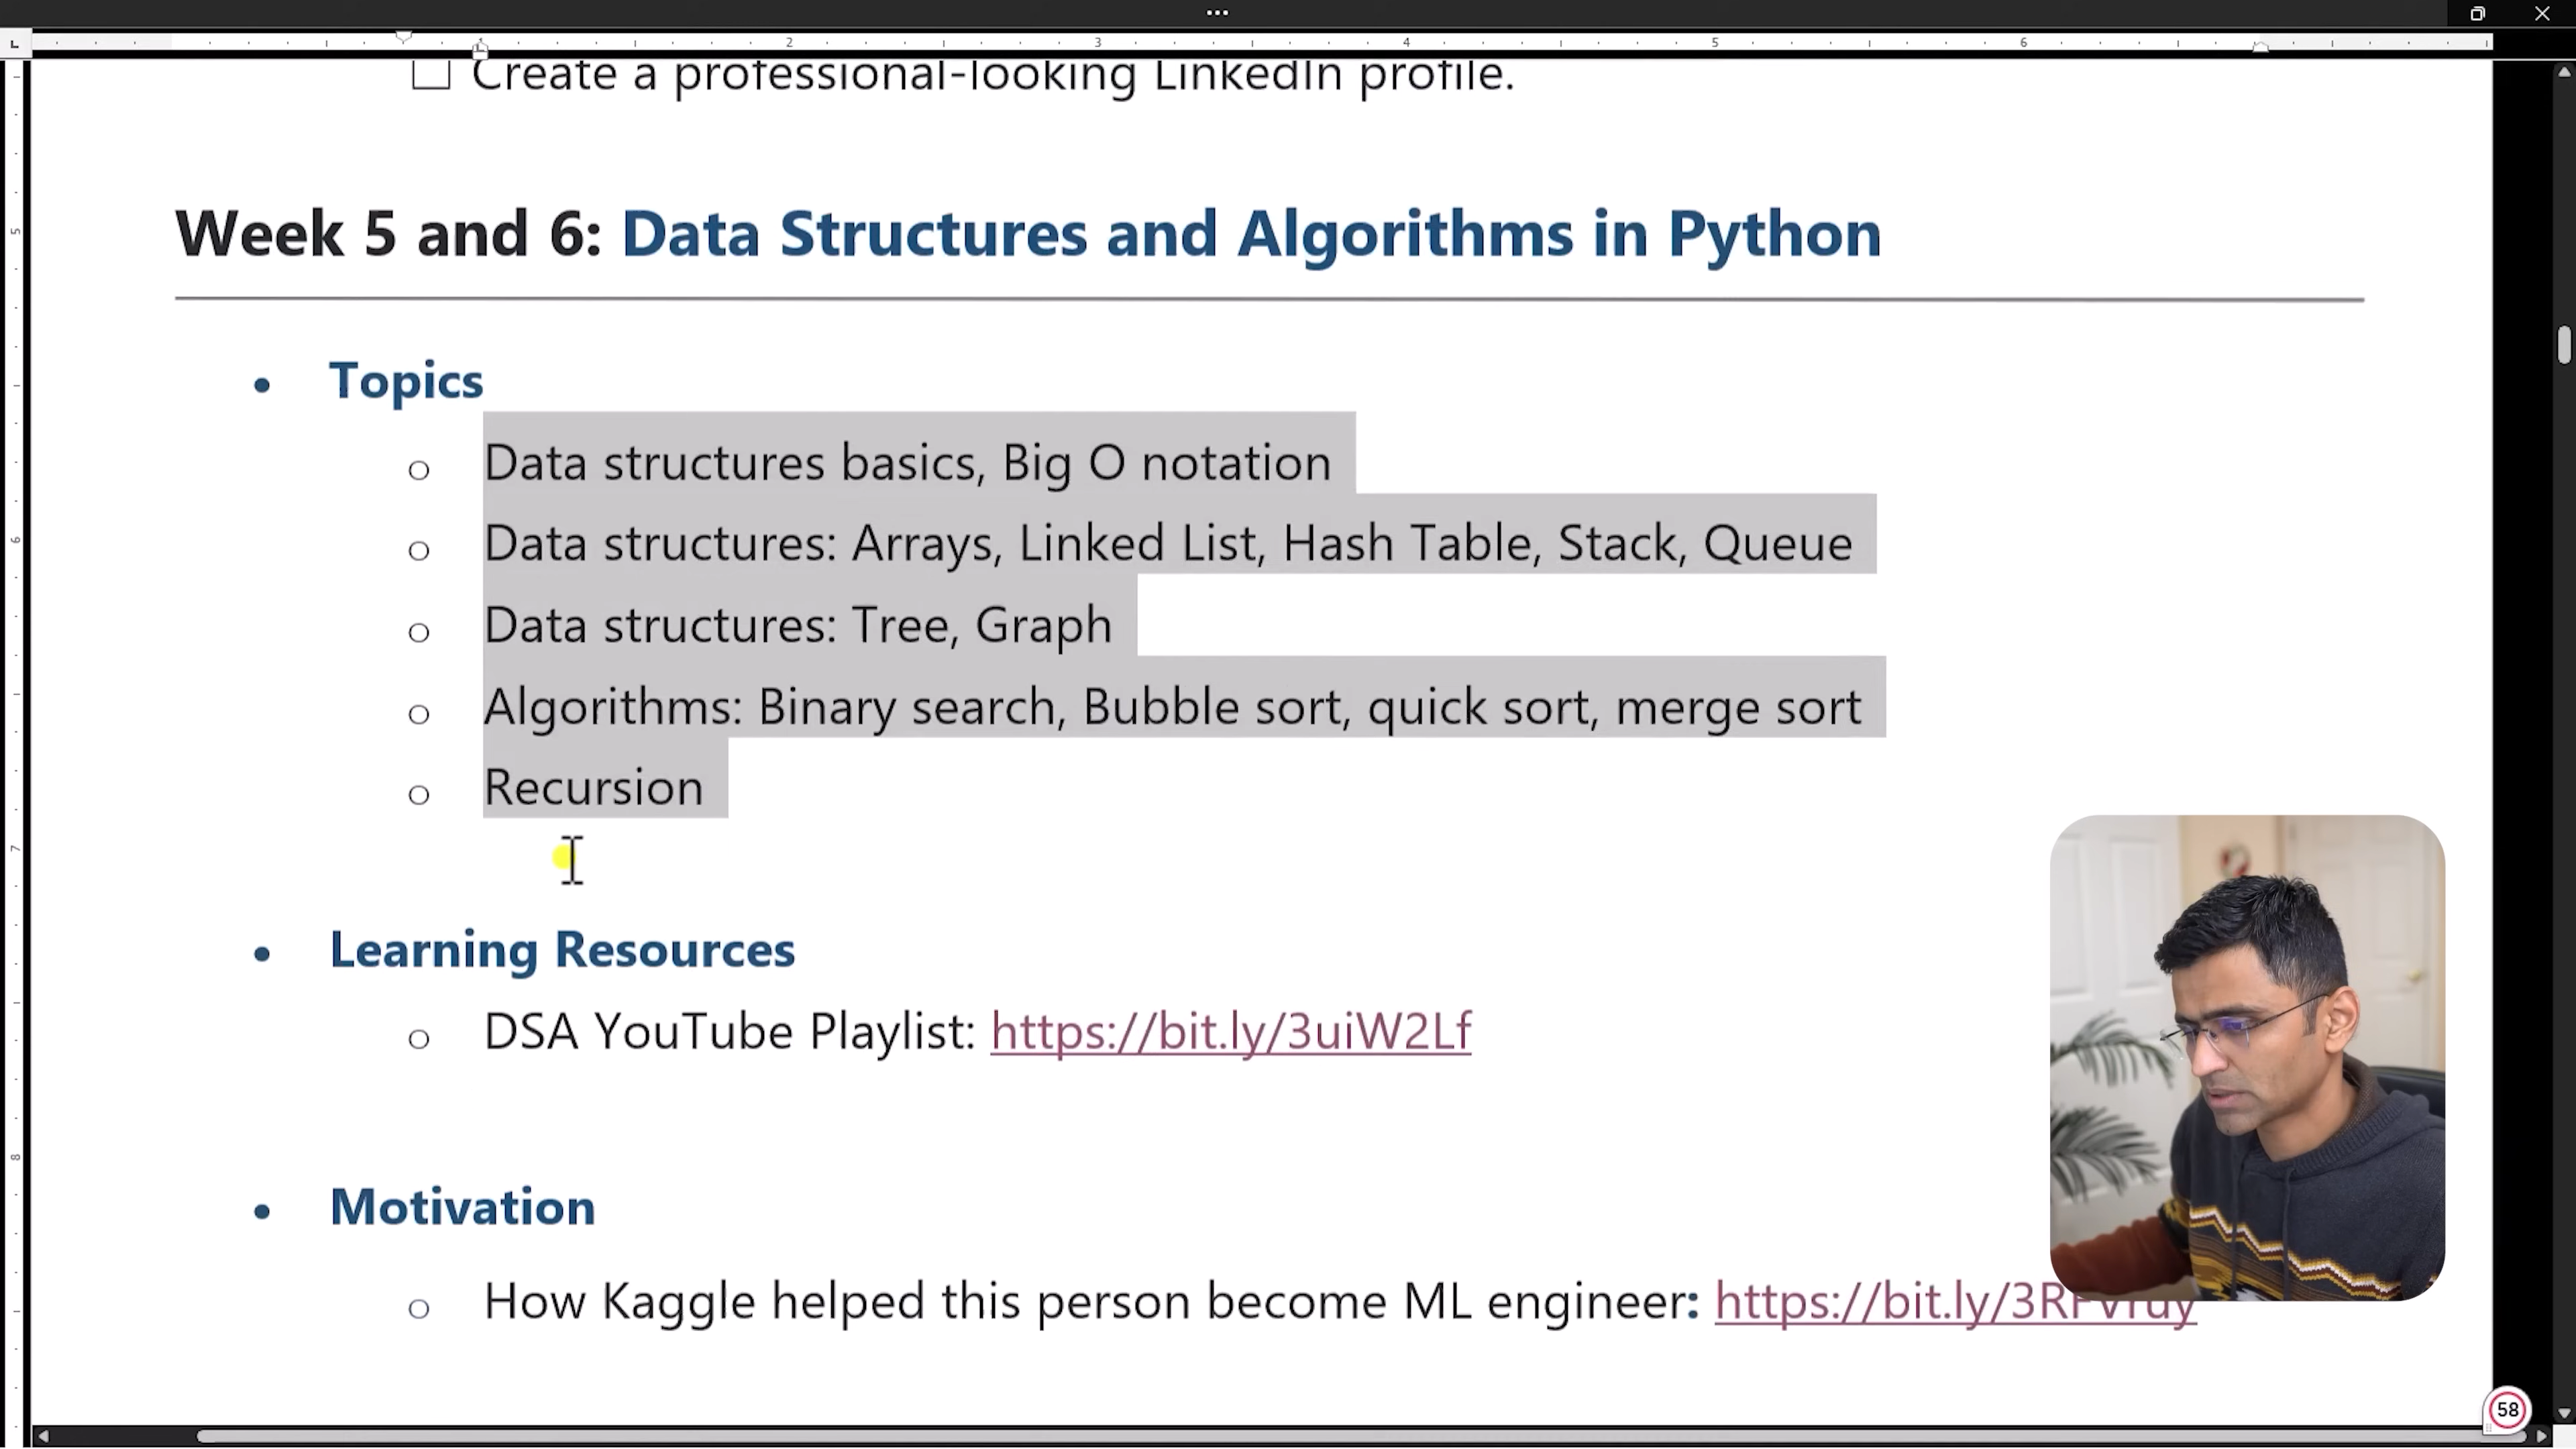 Create a professional-looking LinkedIn profile.
Week 5 and 6: Data Structures and Algorithms in Python
Topics
Data structures basics, Big O notation
Data structures: Arrays, Linked List, Hash Table, Stack, Queue
Data structures: Tree, Graph
Algorithms: Binary search, Bubble sort, quick sort, merge sort
Recursion
Learning Resources
DSA YouTube Playlist: https://bit.ly/3uiW2Lf
Motivation
How Kaggle helped this person become ML engineer:
58